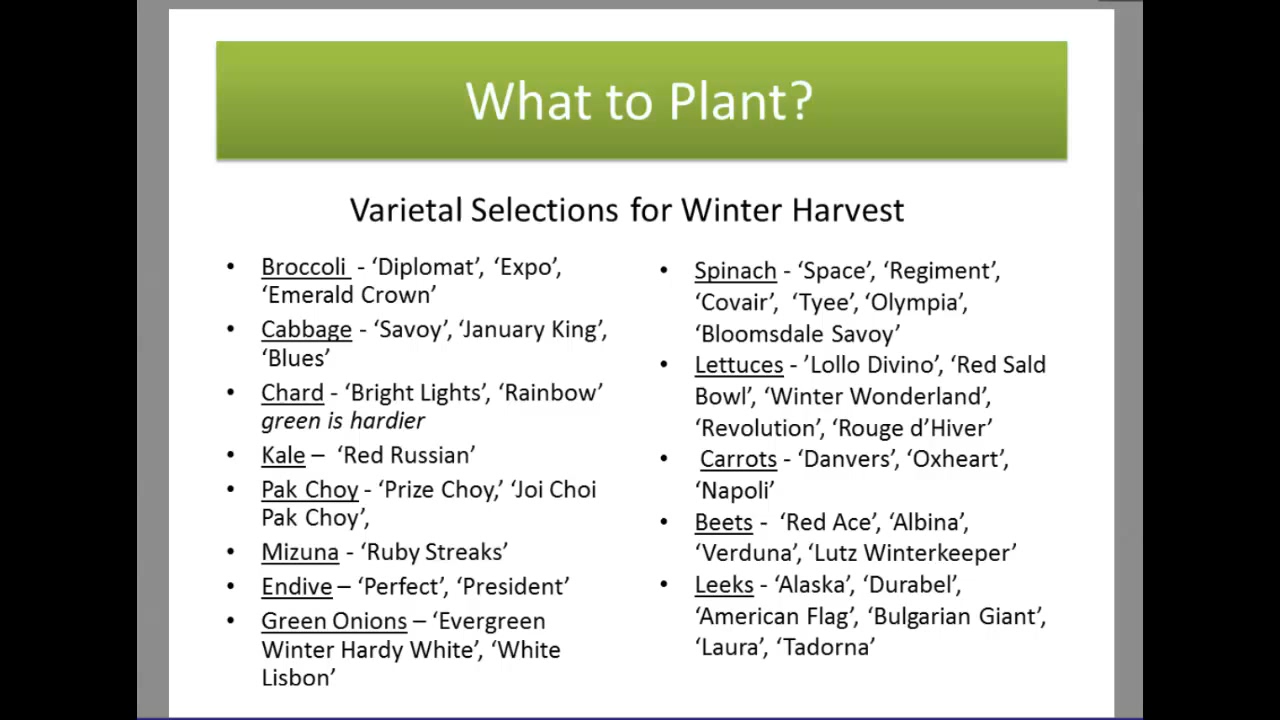 What to Plant?
Varietal Selections for Winter Harvest
• Broccoli - ‘Diplomat’, ‘Expo’,
‘Emerald Crown’
• Cabbage - ‘Savoy’, ‘January King’,
‘Blues’
• Chard - ‘Bright Lights’, ‘Rainbow’
green is hardier
• Kale – ‘Red Russian’
• Pak Choy - ‘Prize Choy,’ ‘Joi Choi
Pak Choy’,
• Mizuna - ‘Ruby Streaks’
• Endive – ‘Perfect’, ‘President’
• Green Onions – ‘Evergreen
Winter Hardy White’, ‘White
Lisbon’
• Spinach - ‘Space’, ‘Regiment’,
‘Covair’, ‘Tyee’, ‘Olympia’,
‘Bloomsdale Savoy’
• Lettuces - ’Lollo Divino’, ‘Red Sald
Bowl’, ‘Winter Wonderland’,
‘Revolution’, ‘Rouge d’Hiver’
• Carrots - ‘Danvers’, ‘Oxheart’,
‘Napoli’
• Beets - ‘Red Ace’, ‘Albina’,
‘Verduna’, ‘Lutz Winterkeeper’
• Leeks - ‘Alaska’, ‘Durabel’,
‘American Flag’, ‘Bulgarian Giant’,
‘Laura’, ‘Tadorna’